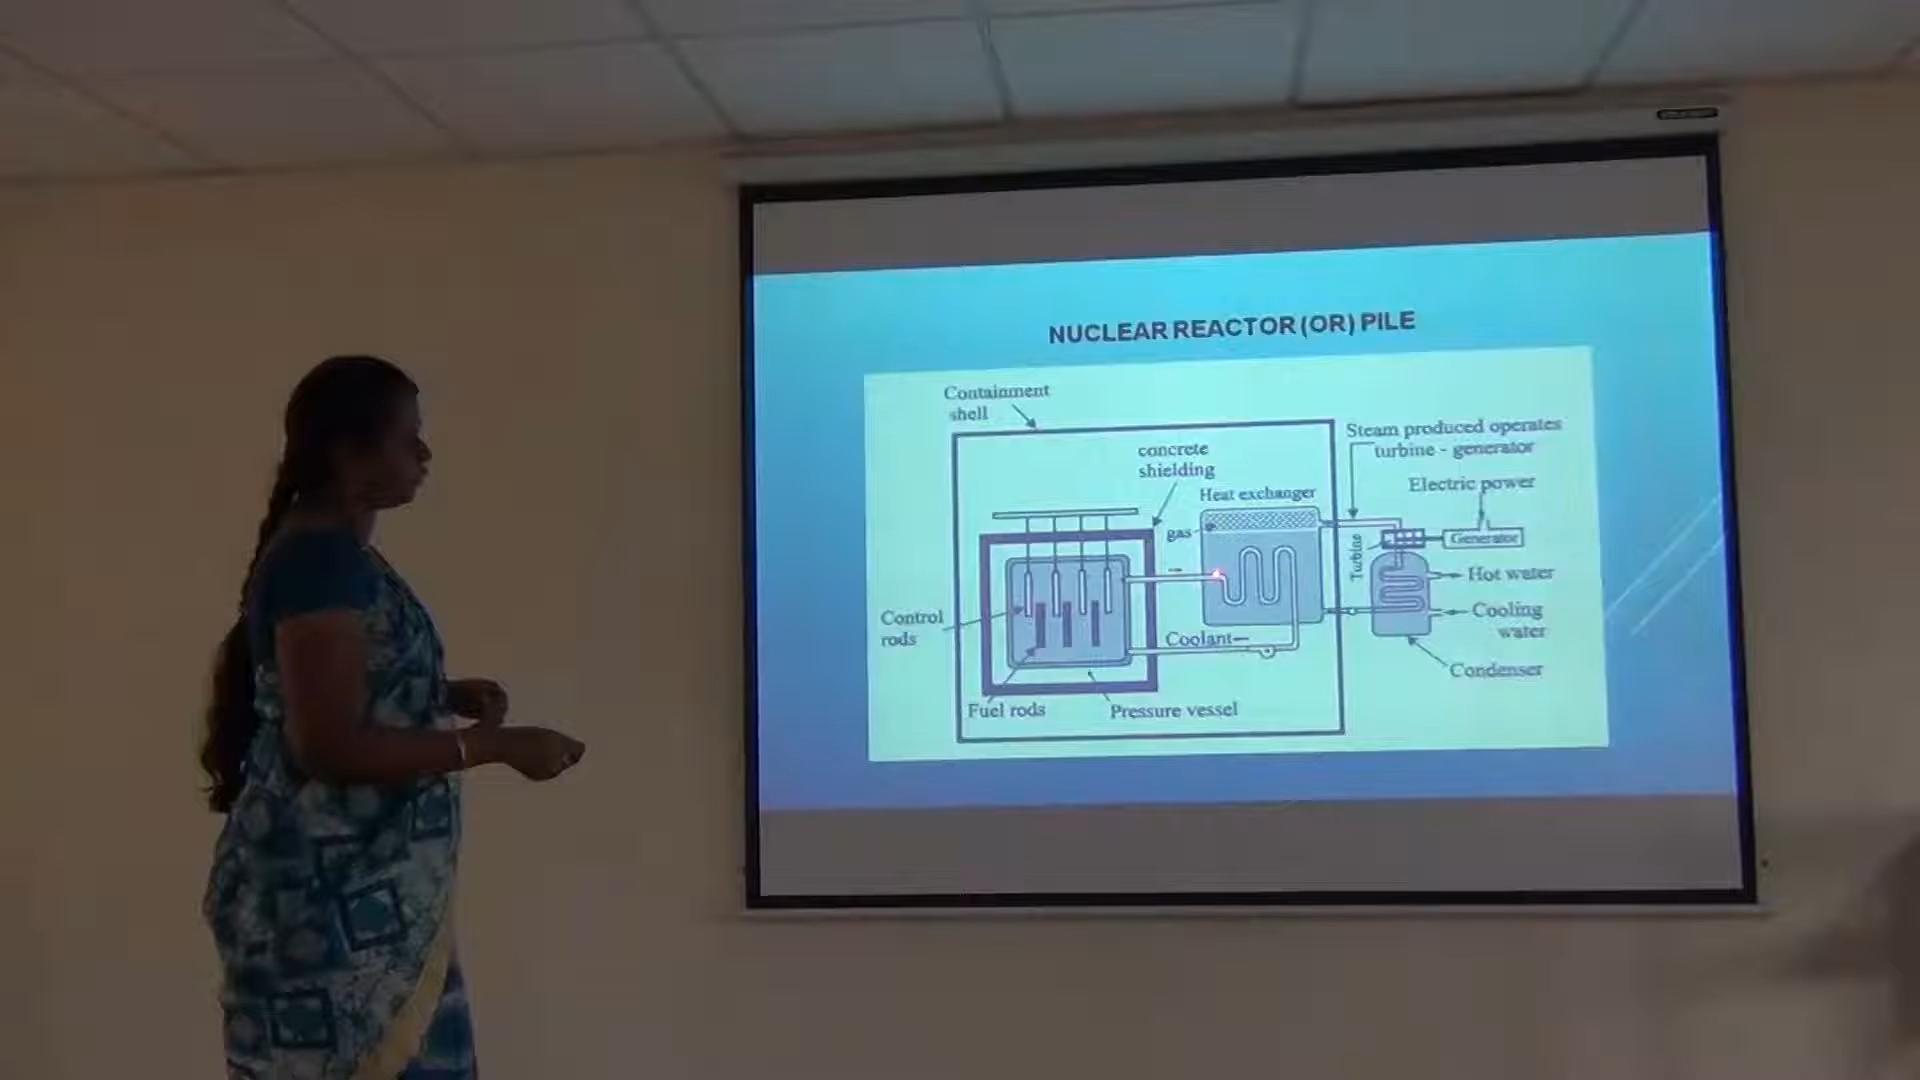 NUCLEAR REACTOR (OR) PILE
Containment
shell
concrete
shielding
Heat exchanger
gas
Steam produced operates
turbine - generator
Electric power
Turbine
Generator
Hot water
Cooling
water
Condenser
Control
rods
Coolant
Fuel rods
Pressure vessel